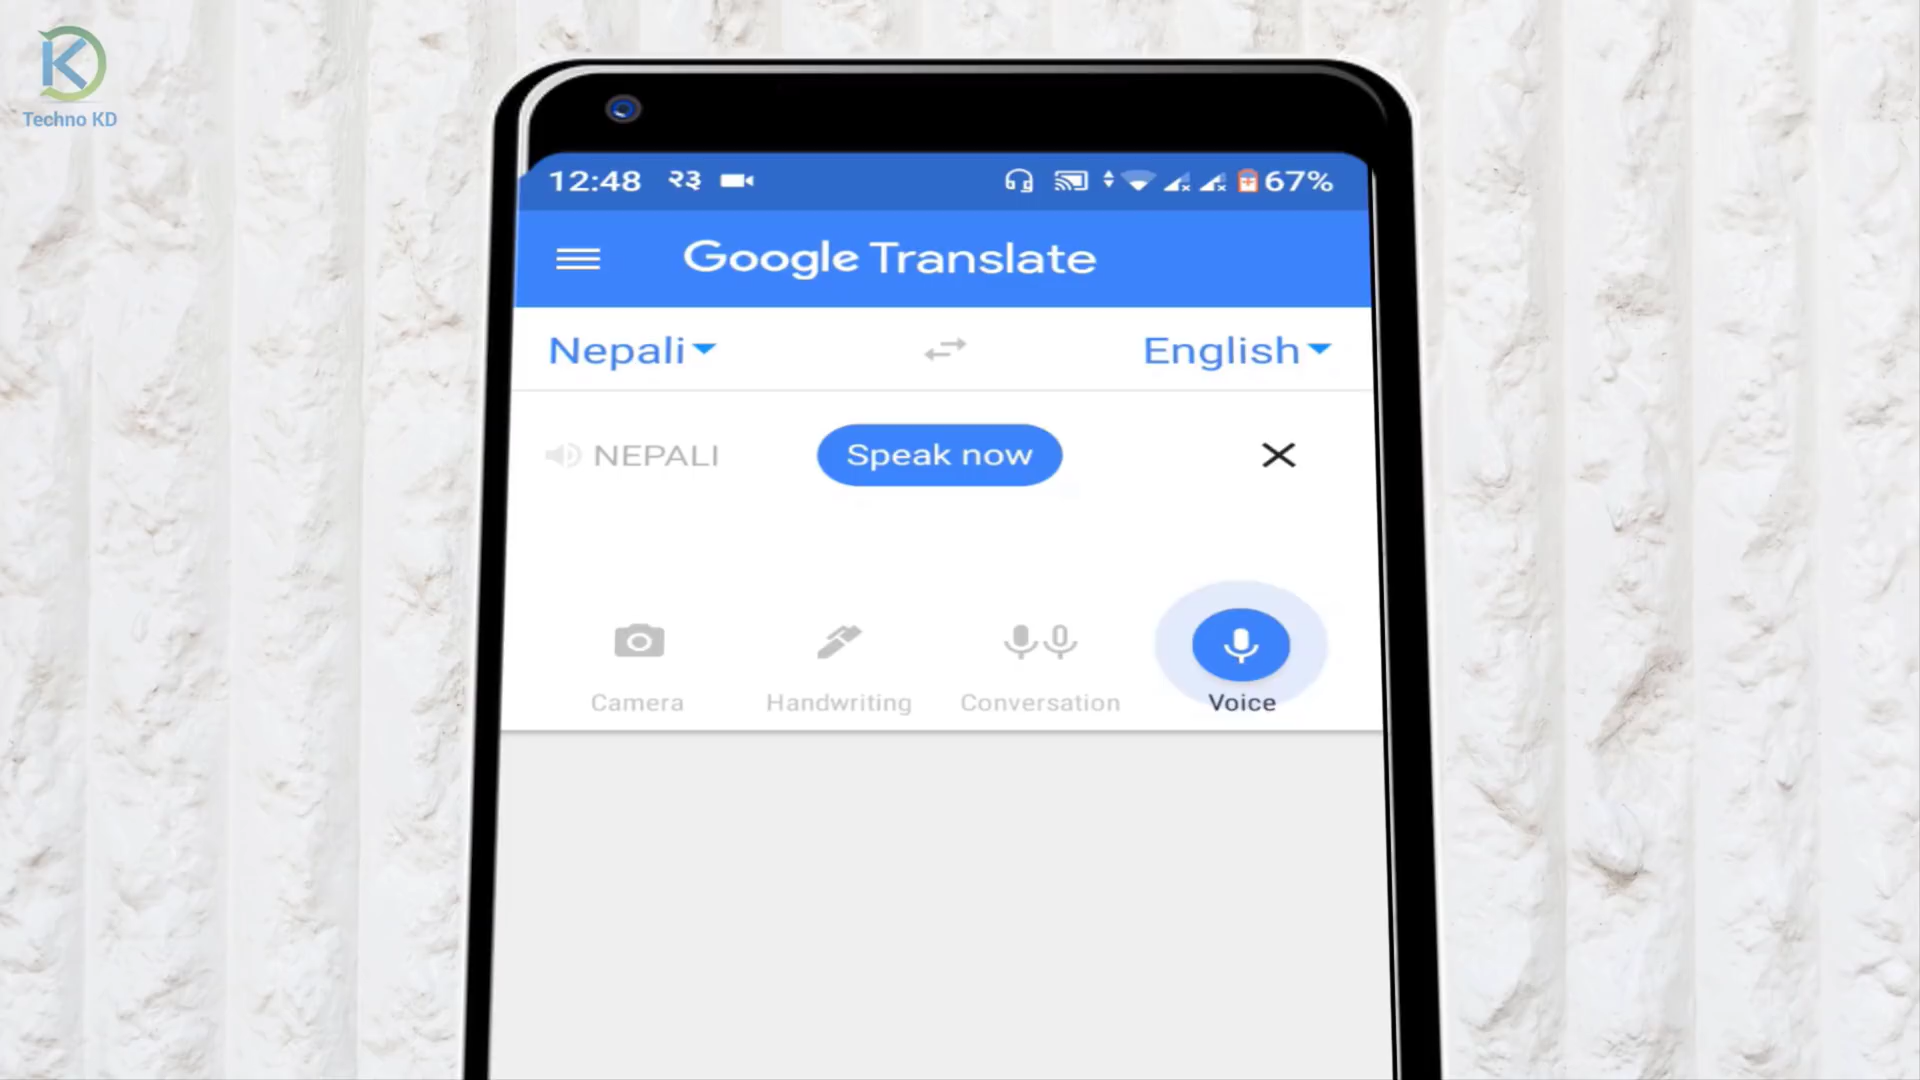 Techno KD
12:48 २३ 67%
Google Translate
Nepali English
NEPALI Speak now
Camera Handwriting Conversation Voice